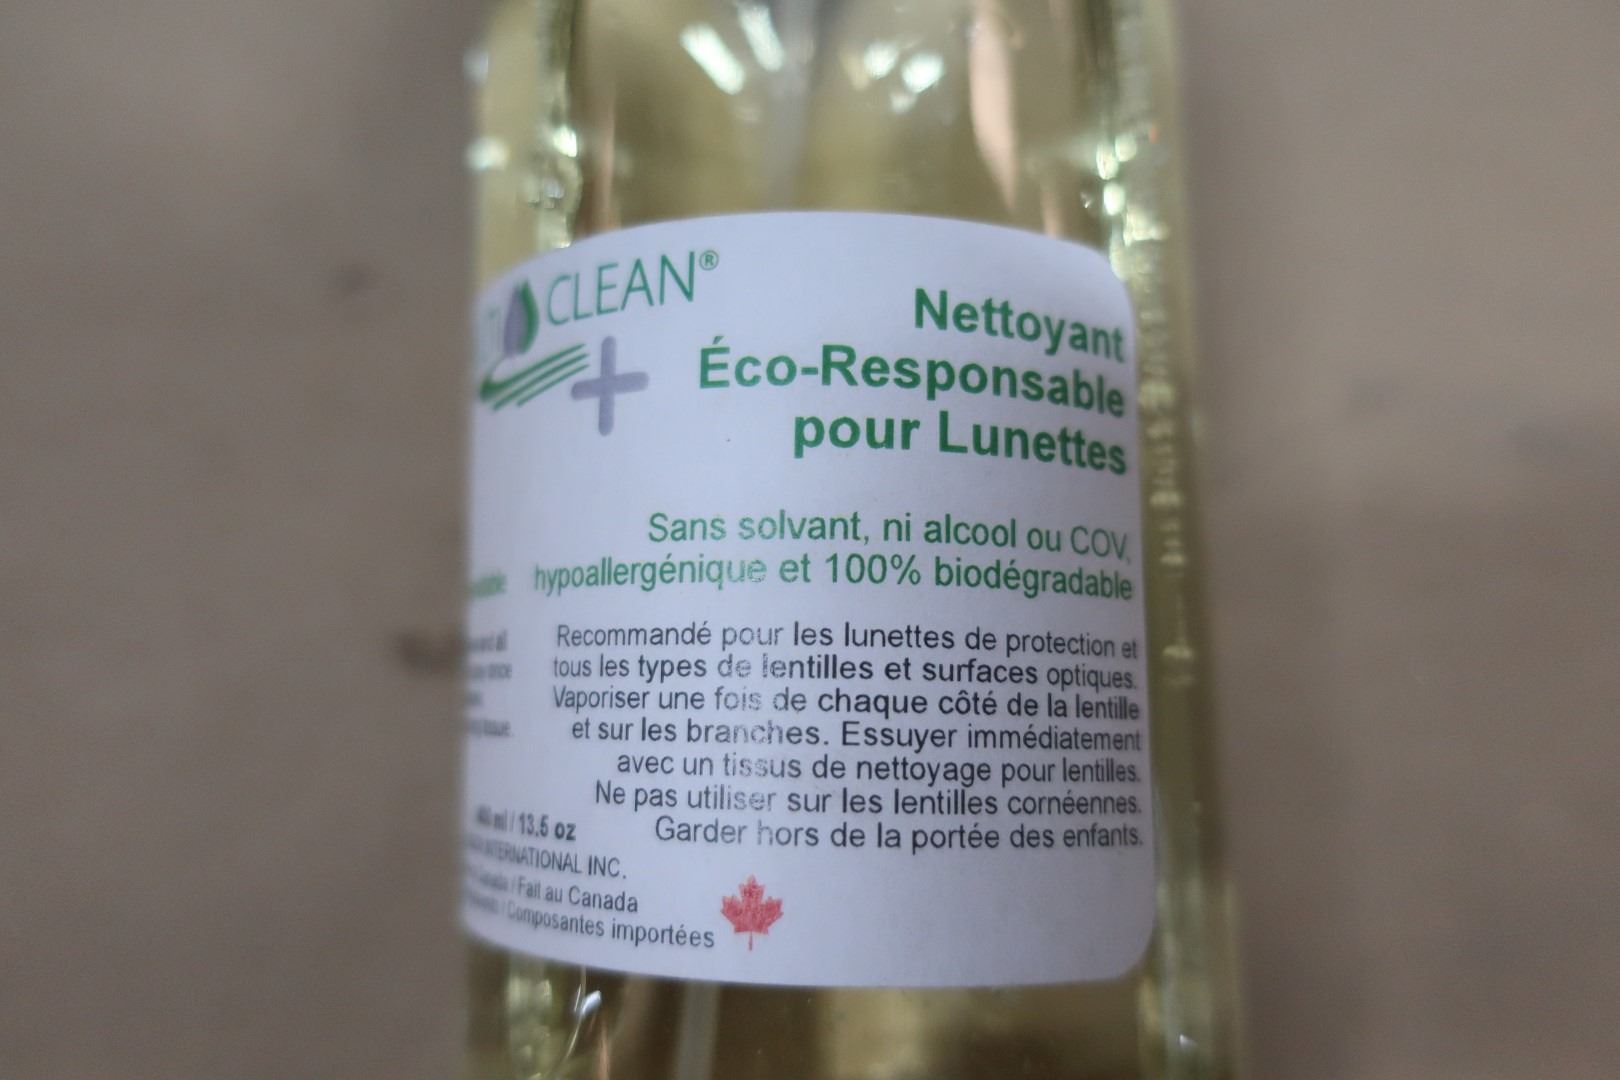 CLEAN®
Nettoyant
Éco-Responsable
pour Lunettes
Sans solvant, ni alcool ou COV,
hypoallergénique et 100% biodégradable
Recommandé pour les lunettes de protection et
tous les types de lentilles et surfaces optiques.
Vaporiser une fois de chaque côté de la lentille
et sur les branches. Essuyer immédiatement
avec un tissus de nettoyage pour lentilles.
Ne pas utiliser sur les lentilles cornéennes.
Garder hors de la portée des enfants.
ml / 13.5 oz
INTERNATIONAL INC.
Canada / Fait au Canada
/ Composantes importées